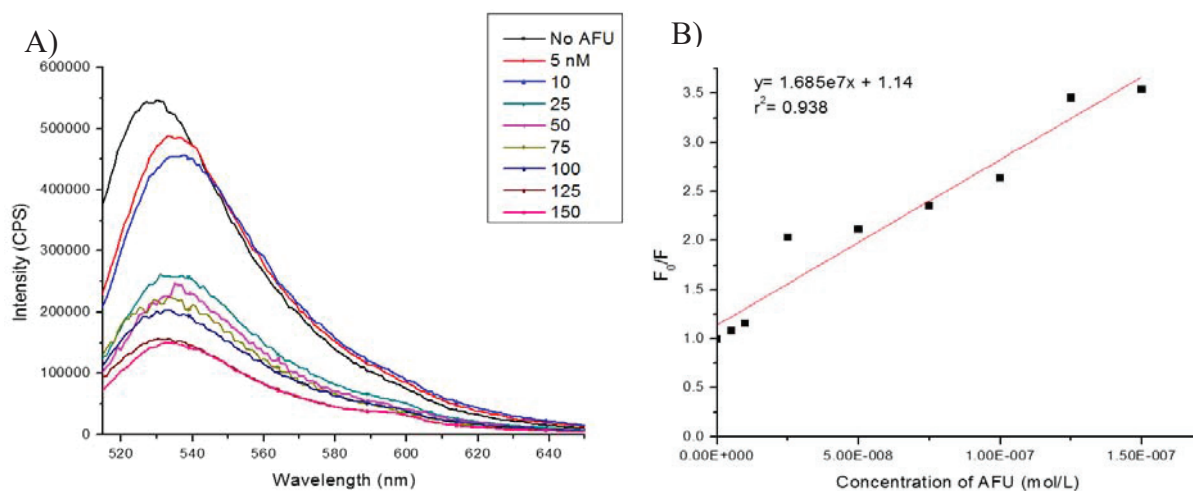 A)
No AFU
5 nM
10
25
50
75
100
125
150
600000
500000
400000
300000
200000
100000
0
Intensity (CPS)
520 540 560 580 600 620 640
Wavelength (nm)
B)
y= 1.685e7x + 1.14
r²= 0.938
3.5
3.0
2.5
2.0
1.5
1.0
0.5
0.0
F₀/F
0.00E+000 5.00E-008 1.00E-007 1.50E-007
Concentration of AFU (mol/L)